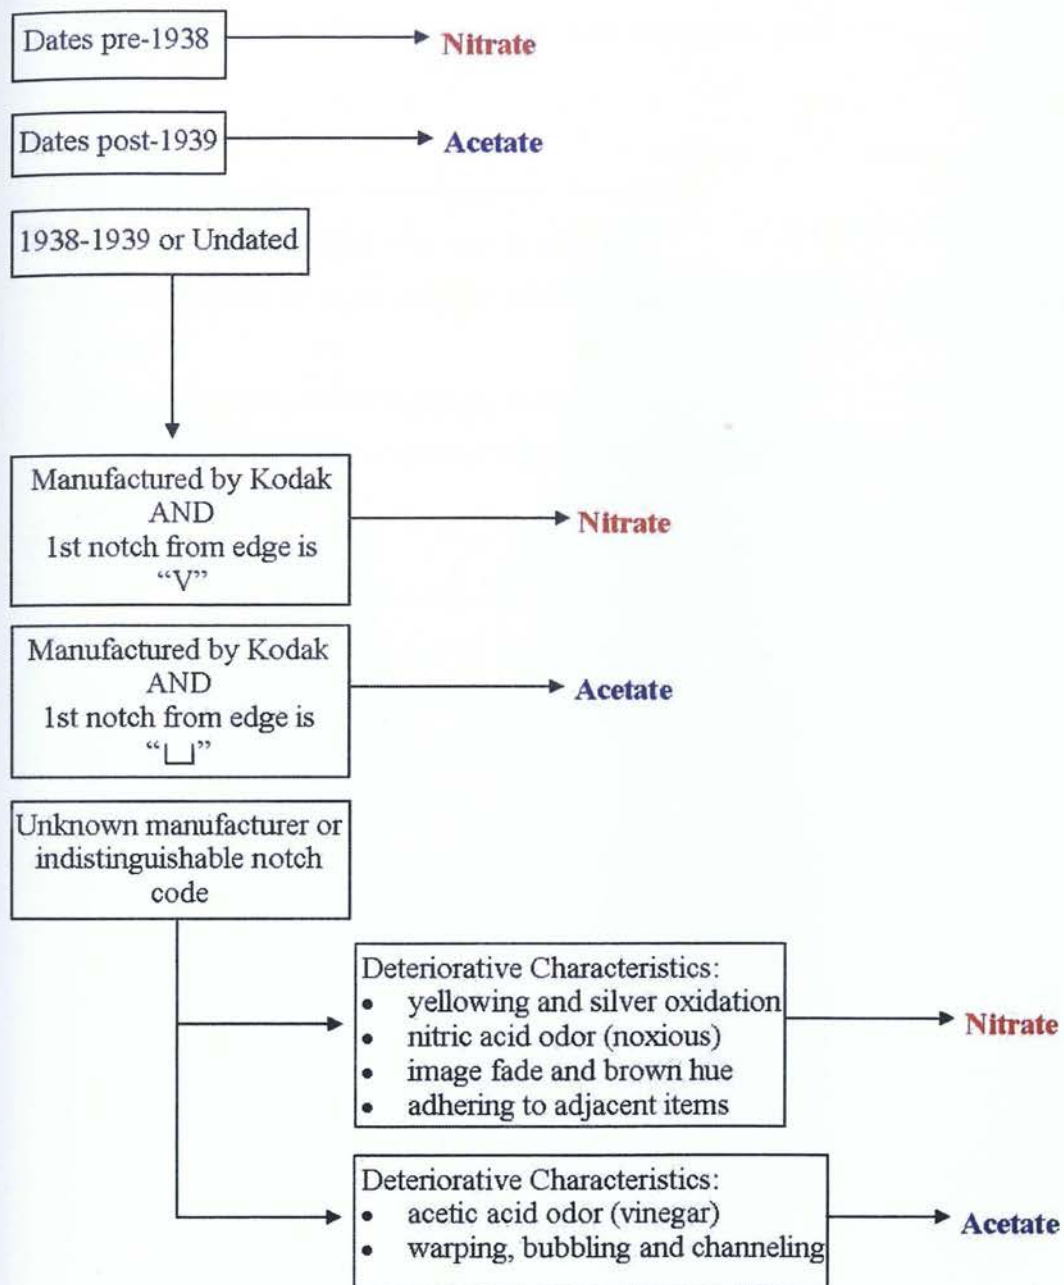 Dates pre-1938
Nitrate
Dates post-1939
Acetate
1938-1939 or Undated
Manufactured by Kodak
AND
1st notch from edge is
“V”
Nitrate
Manufactured by Kodak
AND
1st notch from edge is
“⎵”
Acetate
Unknown manufacturer or
indistinguishable notch
code
Deteriorative Characteristics:
• yellowing and silver oxidation
• nitric acid odor (noxious)
• image fade and brown hue
• adhering to adjacent items
Nitrate
Deteriorative Characteristics:
• acetic acid odor (vinegar)
• warping, bubbling and channeling
Acetate